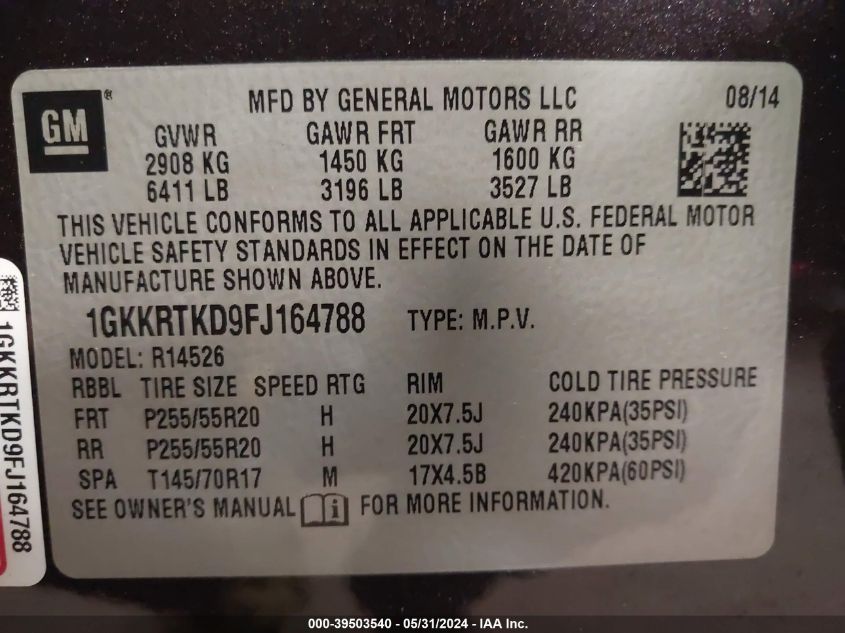 GM®
MFD BY GENERAL MOTORS LLC 08/14
GVWR GAWR FRT GAWR RR
2908 KG 1450 KG 1600 KG
6411 LB 3196 LB 3527 LB
THIS VEHICLE CONFORMS TO ALL APPLICABLE U.S. FEDERAL MOTOR
VEHICLE SAFETY STANDARDS IN EFFECT ON THE DATE OF
MANUFACTURE SHOWN ABOVE.
1GKKRTKD9FJ164788 TYPE: M.P.V.
MODEL: R14526
RBBL TIRE SIZE SPEED RTG RIM COLD TIRE PRESSURE
FRT P255/55R20 H 20X7.5J 240KPA(35PSI)
RR P255/55R20 H 20X7.5J 240KPA(35PSI)
SPA T145/70R17 M 17X4.5B 420KPA(60PSI)
SEE OWNER'S MANUAL i FOR MORE INFORMATION.
1GKKRTKD9FJ164788
000-39503540 - 05/31/2024 - IAA Inc.